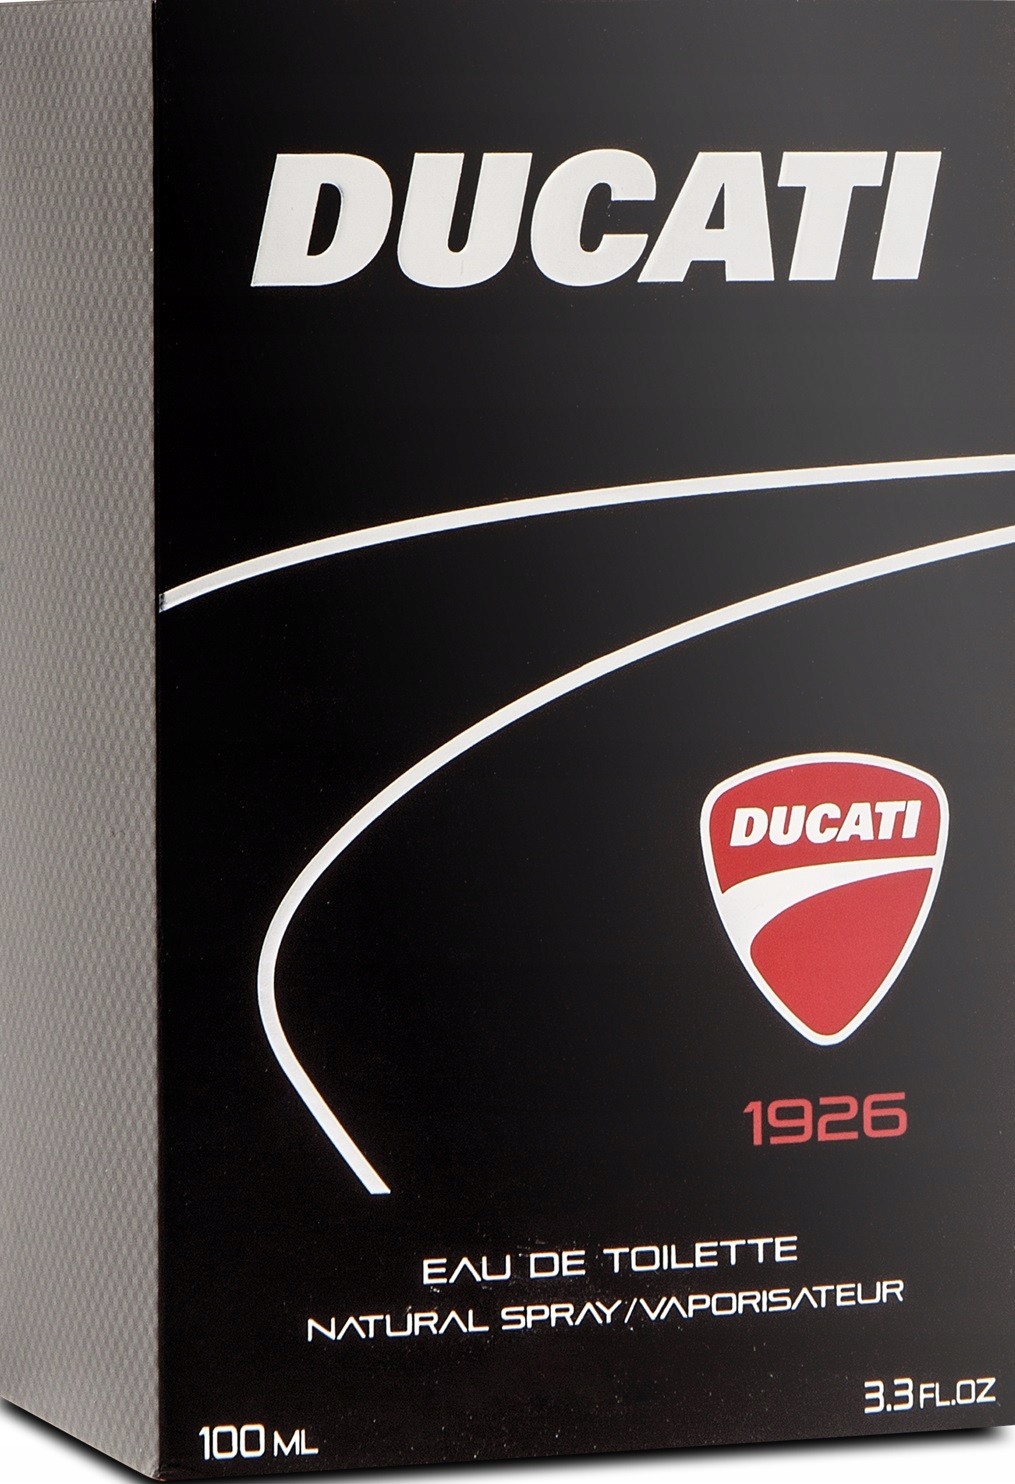 DUCATI
DUCATI
1926
EAU DE TOILETTE
NATURAL SPRAY/VAPORISATEUR
3.3 FL.OZ
100 ML